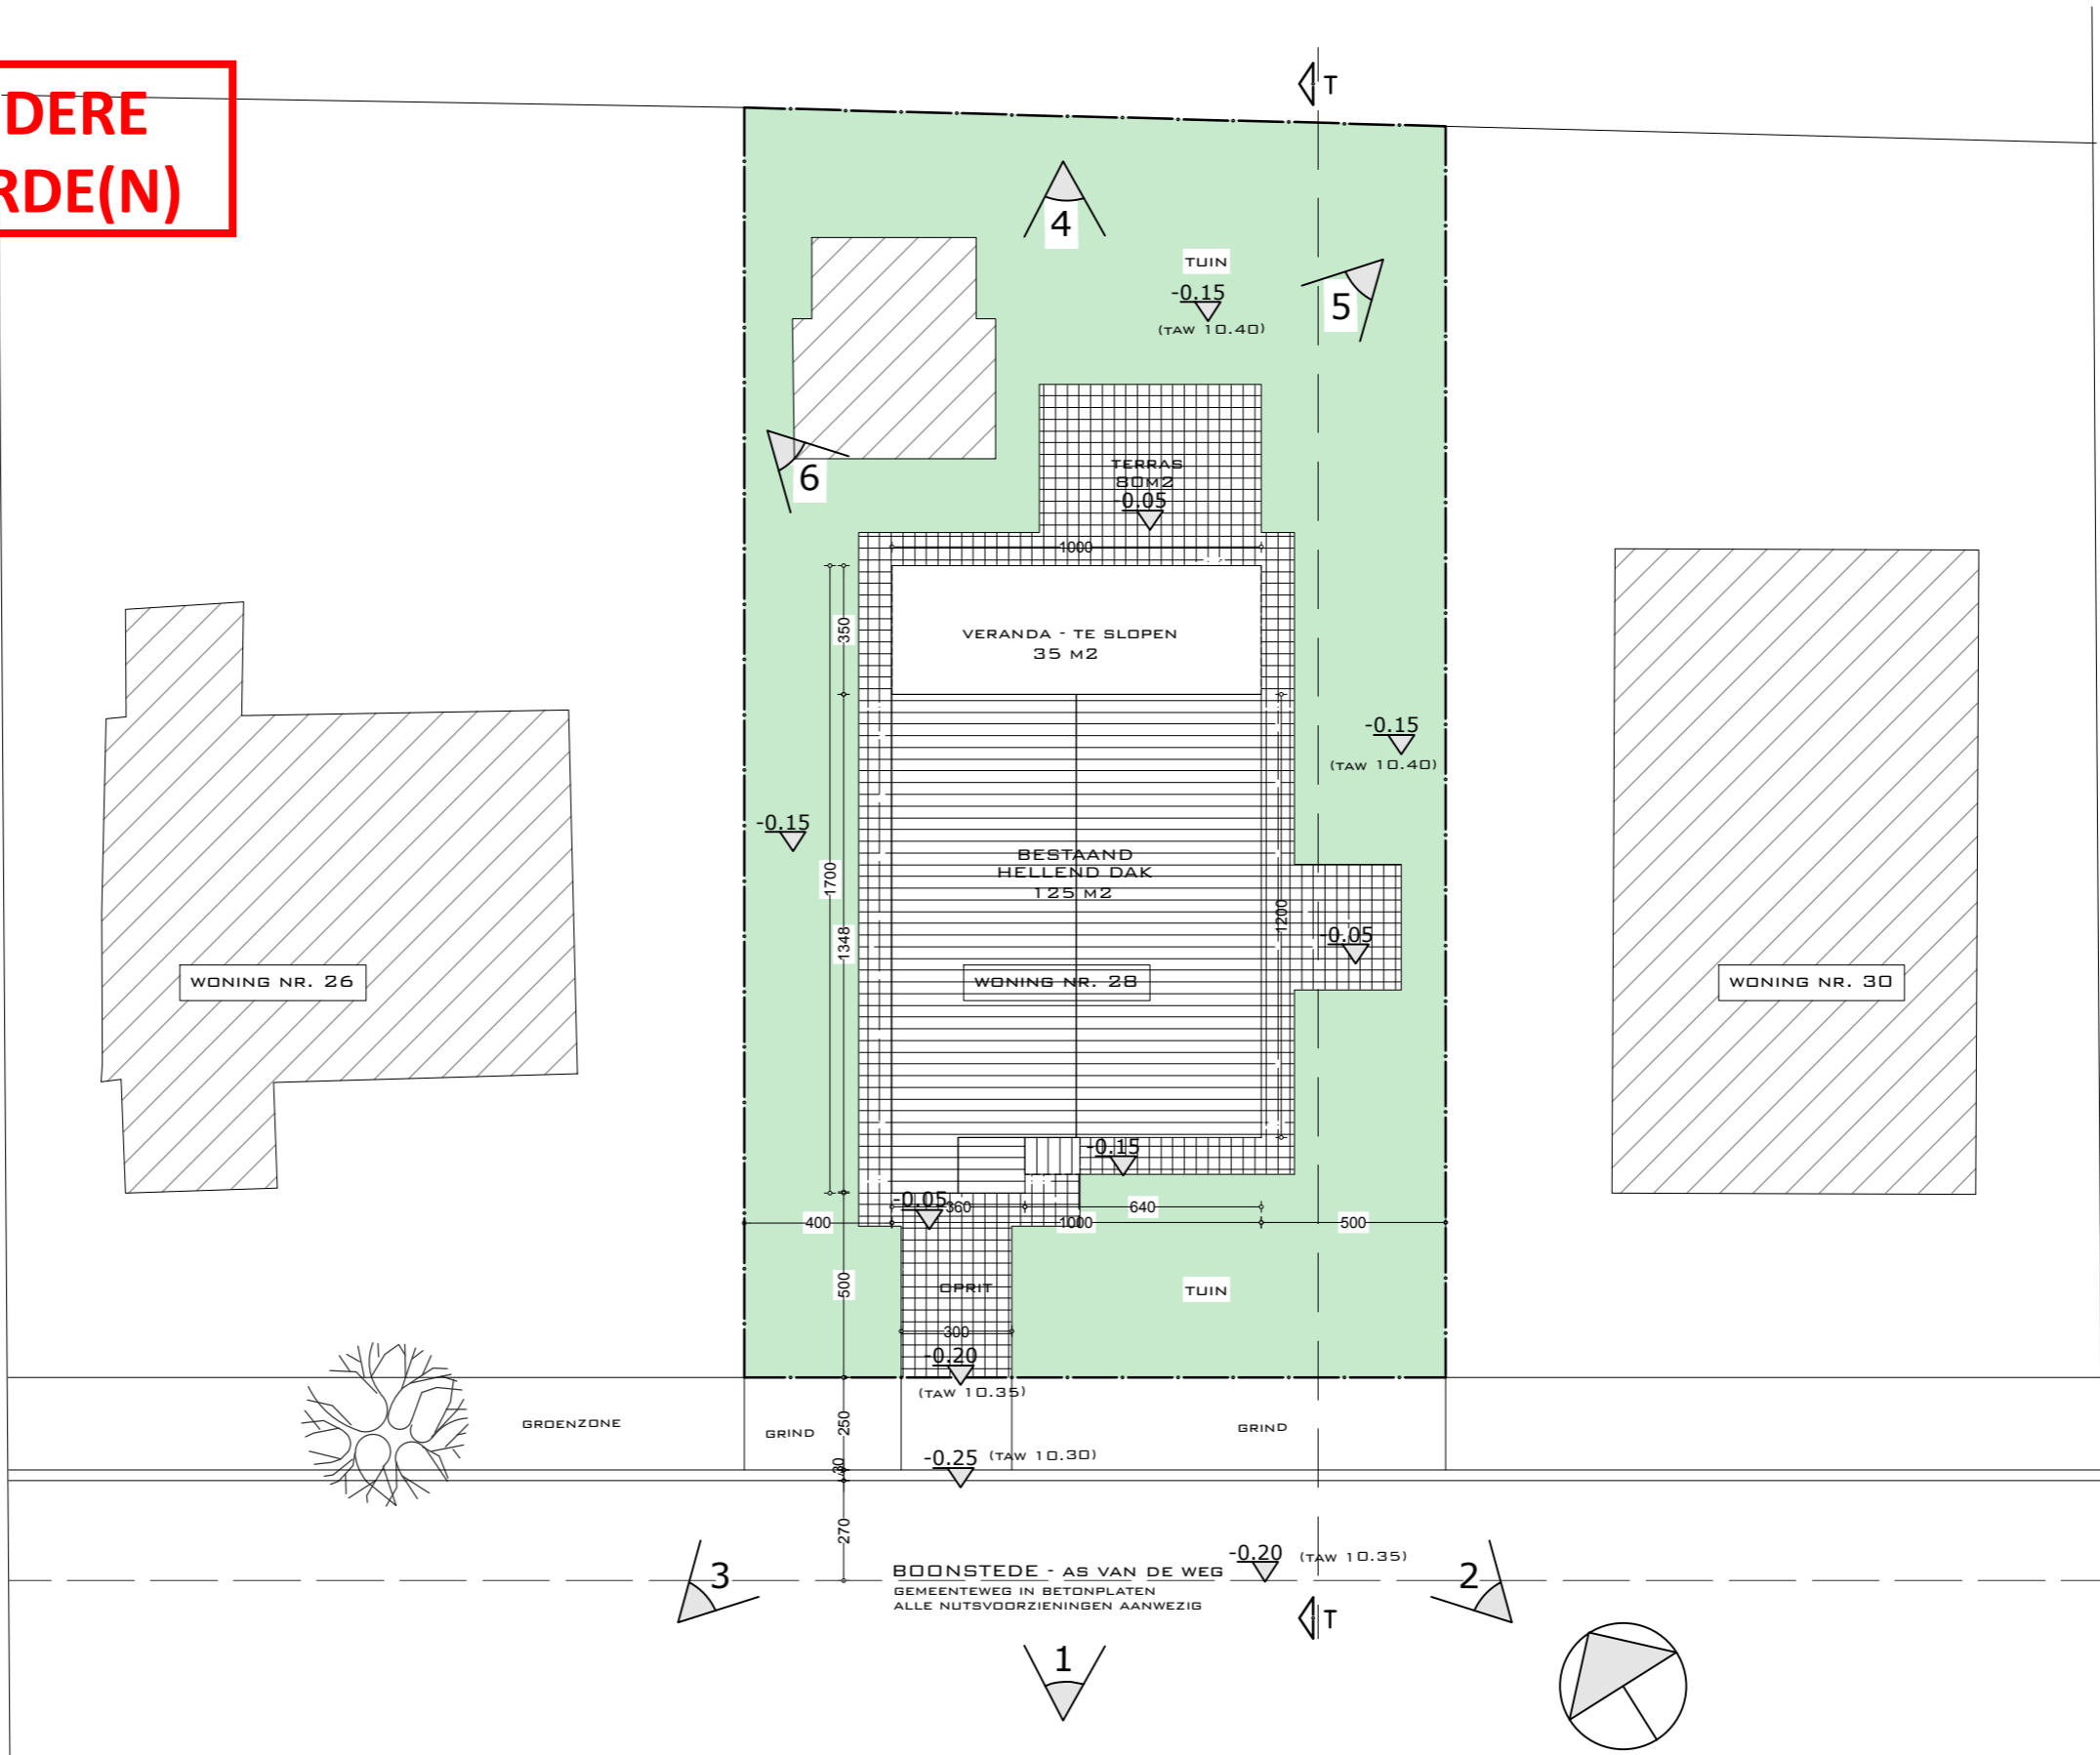 DERE
RDE(N)
T
4
TUIN
-0.15
(TAW 10.40)
5
6
TERRAS
80M2
-0.05
1000
350
VERANDA - TE SLOPEN
35 M2
-0.15
(TAW 10.40)
-0.15
BESTAAND
HELLEND DAK
125 M2
1700
1348
1200
-0.05
WONING NR. 26
WONING NR. 28
WONING NR. 30
-0.15
-0.05
360
640
400
1000
500
500
OPRIT
TUIN
300
-0.20
(TAW 10.35)
GROENZONE
GRIND
250
GRIND
-0.25 (TAW 10.30)
30
270
3
BOONSTEDE - AS VAN DE WEG
-0.20 (TAW 10.35)
2
GEMEENTEWEG IN BETONPLATEN
ALLE NUTSVOORZIENINGEN AANWEZIG
T
1